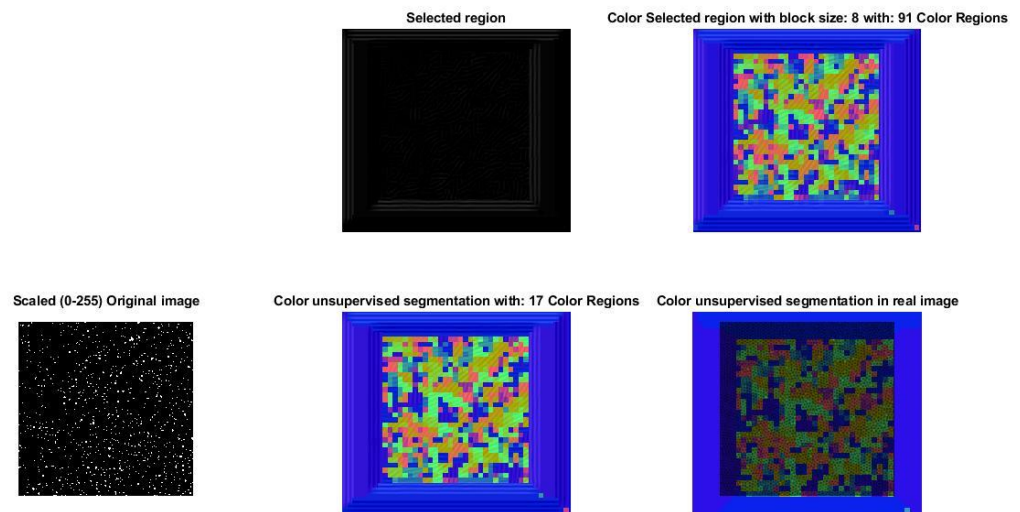 Selected region
Color Selected region with block size: 8 with: 91 Color Regions
Scaled (0-255) Original image
Color unsupervised segmentation with: 17 Color Regions
Color unsupervised segmentation in real image